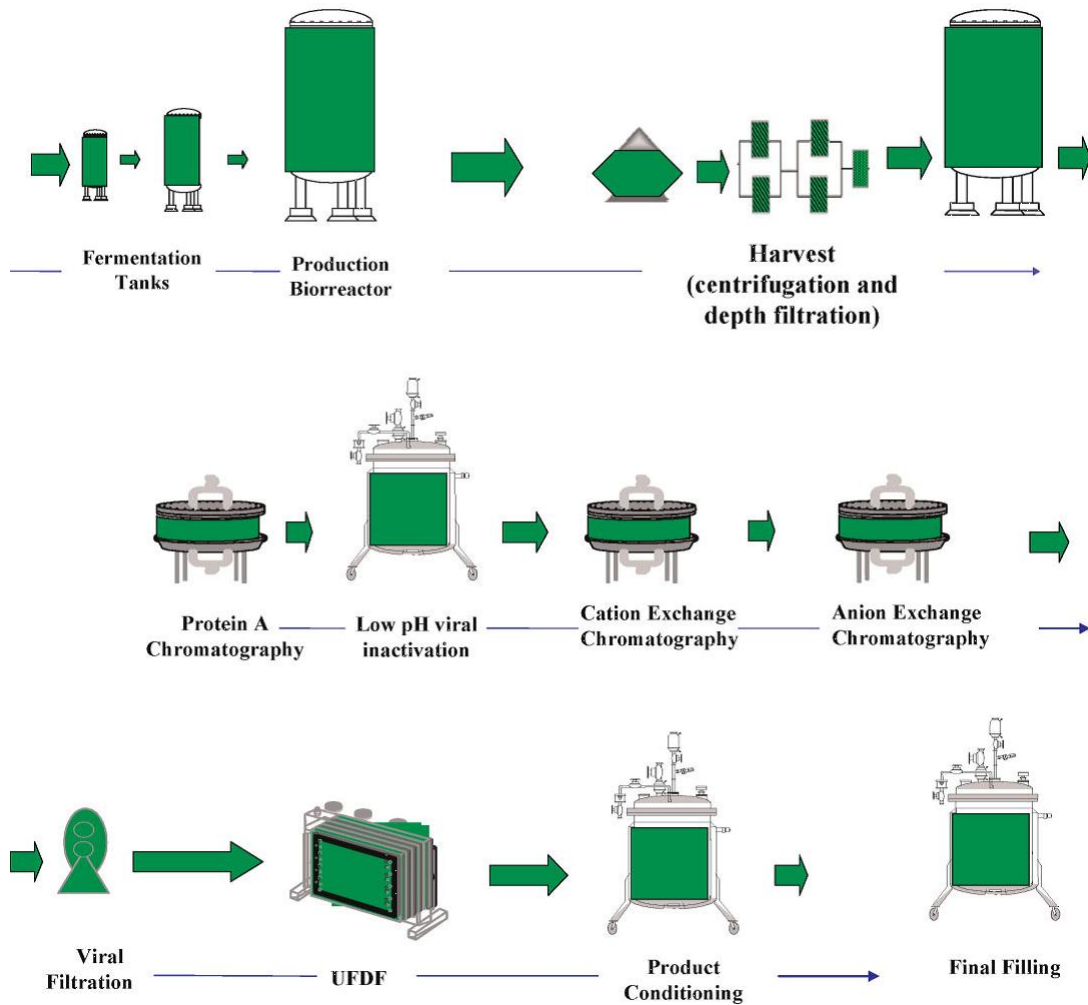 Fermentation
Tanks
Production
Biorreactor
Harvest
(centrifugation and
depth filtration)
Protein A
Chromatography
Low pH viral
inactivation
Cation Exchange
Chromatography
Anion Exchange
Chromatography
Viral
Filtration
UFDF
Product
Conditioning
Final Filling